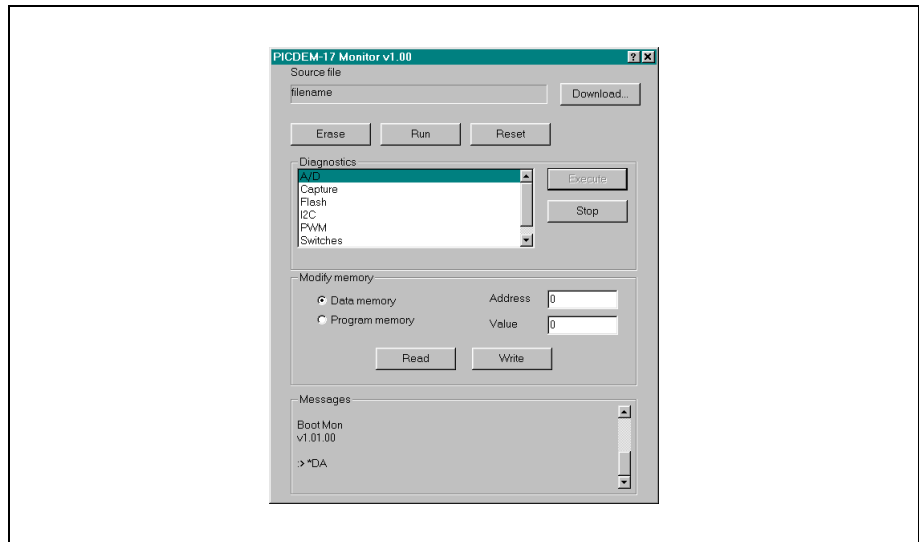 PICDEM-17 Monitor v1.00
Source file
filename
Download...
Erase Run Reset
Diagnostics
A/D
Capture
Flash
I2C
PWM
Switches
Execute
Stop
Modify memory
Data memory
Program memory
Address 0
Value 0
Read Write
Messages
Boot Mon
v1.01.00
:> *DA